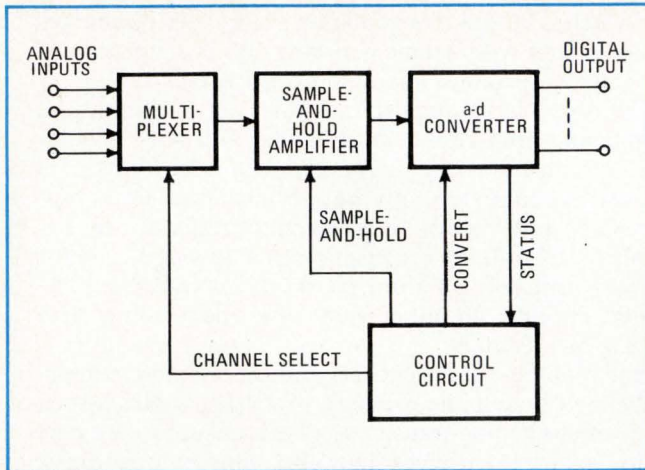 ANALOG
INPUTS
MULTI-
PLEXER
SAMPLE-
AND-
HOLD
AMPLIFIER
a-d
CONVERTER
DIGITAL
OUTPUT
SAMPLE-
AND-HOLD
CONVERT
STATUS
CHANNEL SELECT
CONTROL
CIRCUIT